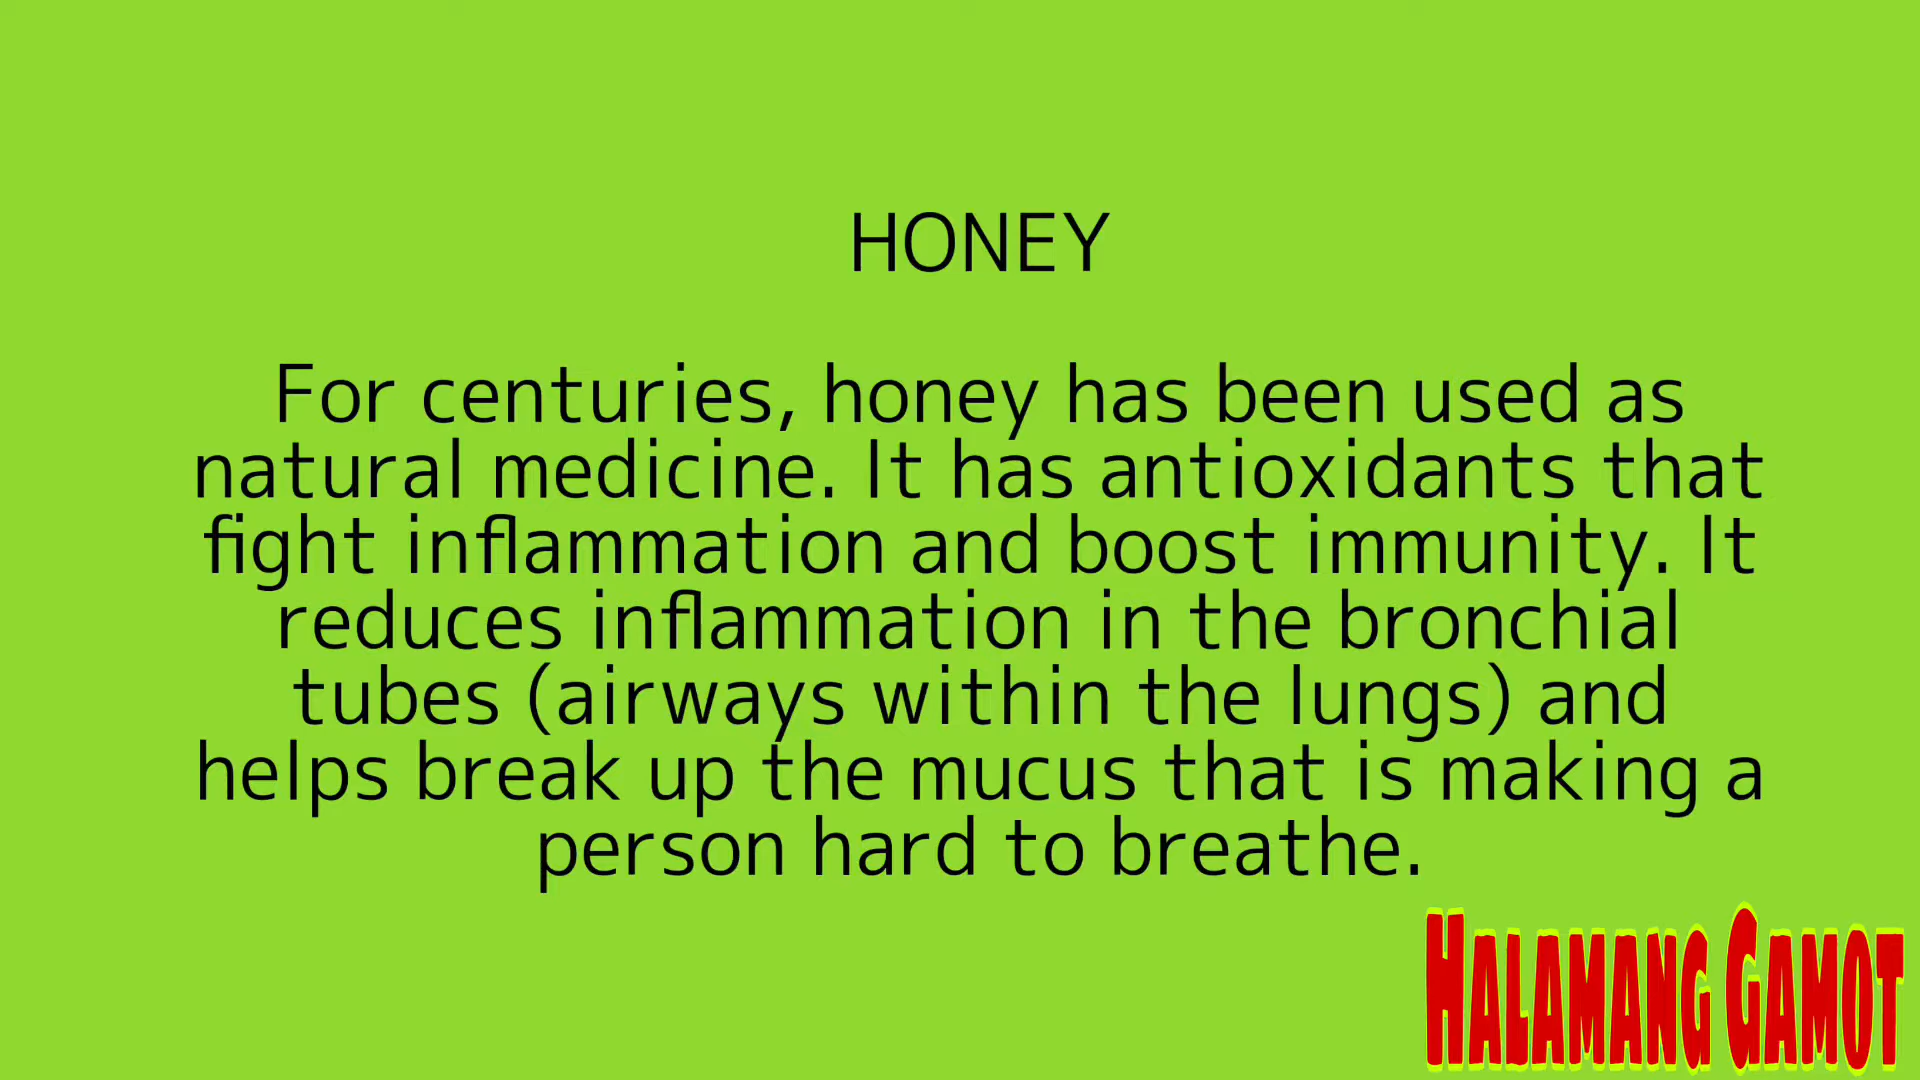 HONEY
For centuries, honey has been used as
natural medicine. It has antioxidants that
fight inflammation and boost immunity. It
reduces inflammation in the bronchial
tubes (airways within the lungs) and
helps break up the mucus that is making a
person hard to breathe.
HALAMANG GAMOT